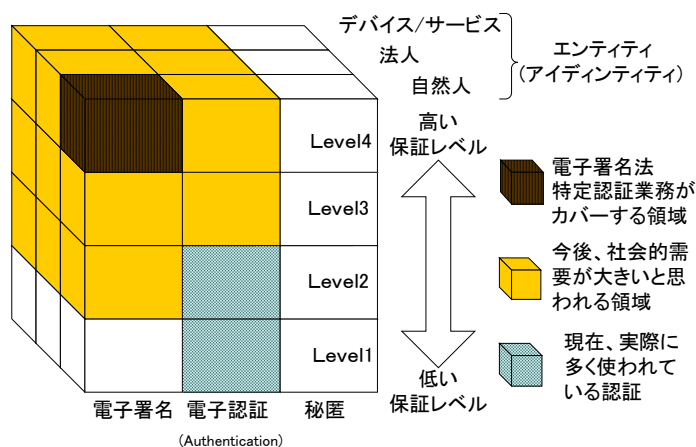 デバイス/サービス
法人
自然人
エンティティ
(アイディンティティ)
高い
保証レベル
Level4
Level3
Level2
Level1
低い
保証レベル
電子署名
電子認証
秘匿
(Authentication)
電子署名法
特定認証業務が
カバーする領域
今後、社会的需
要が大きいと思
われる領域
現在、実際に
多く使われて
いる認証